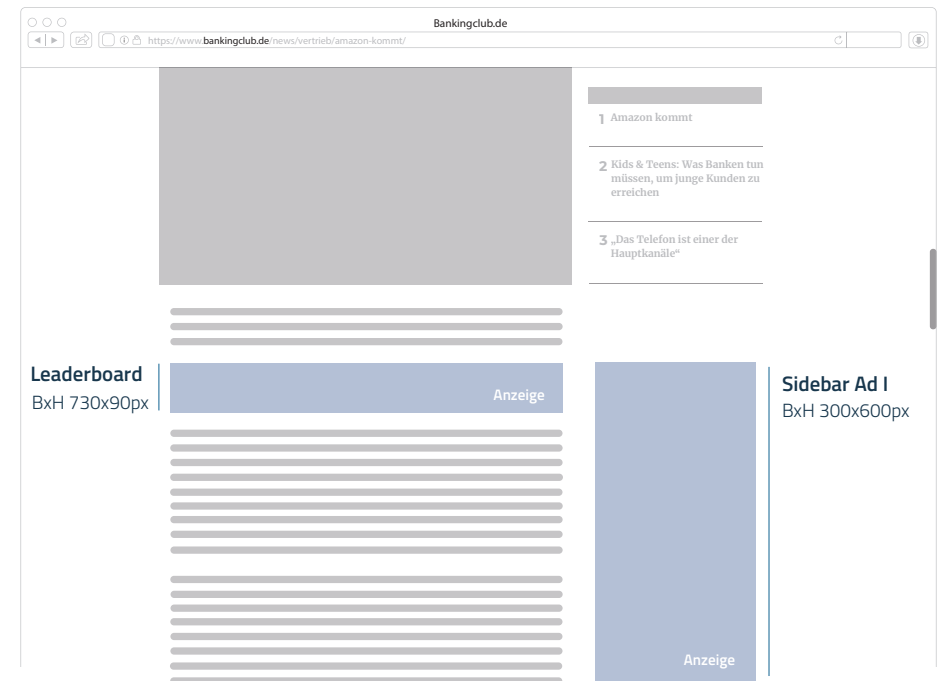 Bankingclub.de
https://www.bankingclub.de/news/vertrieb/amazon-kommt/
1 Amazon kommt
2 Kids & Teens: Was Banken tun
müssen, um junge Kunden zu
erreichen
3 „Das Telefon ist einer der
Hauptkanäle“
Leaderboard
BxH 730x90px
Anzeige
Sidebar Ad I
BxH 300x600px
Anzeige